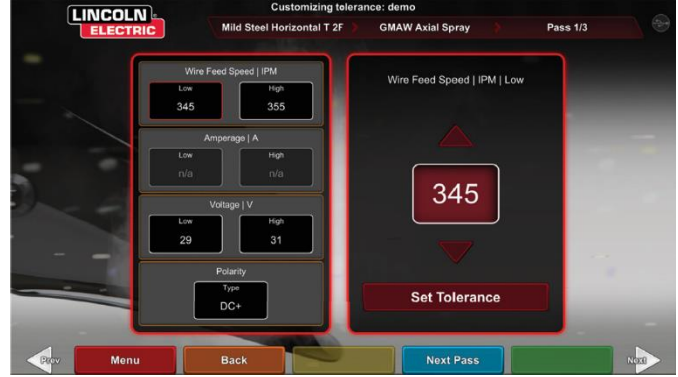 LINCOLN
ELECTRIC
Customizing tolerance: demo
Mild Steel Horizontal T 2F
GMAW Axial Spray
Pass 1/3
Wire Feed Speed | IPM
Low
High
345
355
Amperage | A
Low
High
n/a
n/a
Voltage | V
Low
High
29
31
Polarity
Type
DC+
Wire Feed Speed | IPM | Low
345
Set Tolerance
Prev
Menu
Back
Next Pass
Next